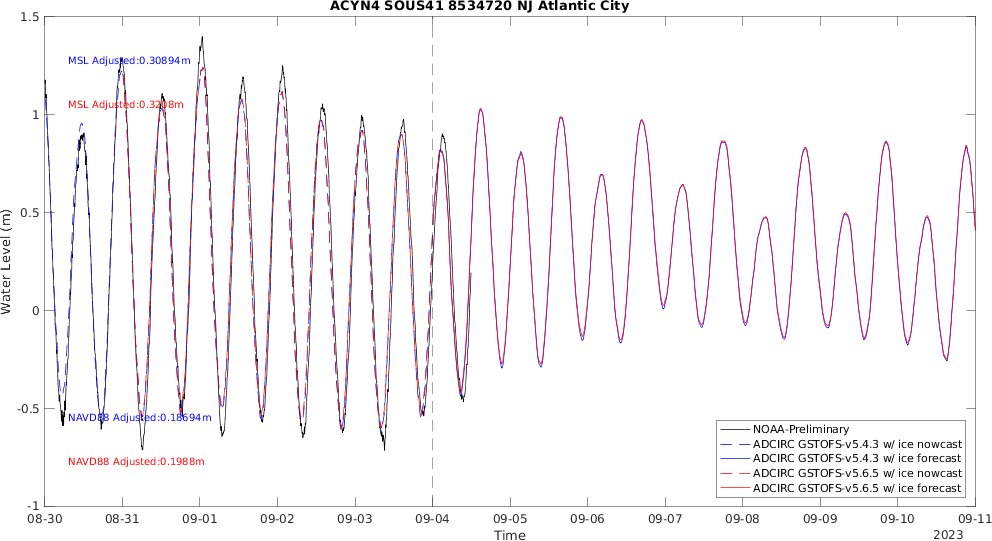 ACYN4 SOUS41 8534720 NJ Atlantic City
1.5
1
0.5
0
-0.5
-1
Water Level (m)
MSL Adjusted:0.30894m
MSL Adjusted:0.3208m
NAVD88 Adjusted:0.18694m
NAVD88 Adjusted:0.1988m
NOAA-Preliminary
ADCIRC GSTOFS-v5.4.3 w/ ice nowcast
ADCIRC GSTOFS-v5.4.3 w/ ice forecast
ADCIRC GSTOFS-v5.6.5 w/ ice nowcast
ADCIRC GSTOFS-v5.6.5 w/ ice forecast
08-30 08-31 09-01 09-02 09-03 09-04 09-05 09-06 09-07 09-08 09-09 09-10 09-11
Time
2023